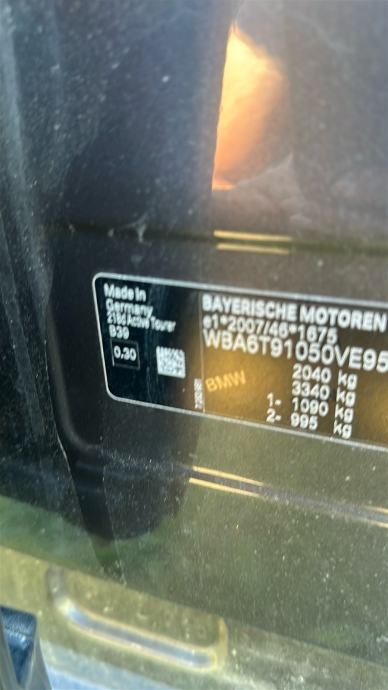 Made in
Germany
218i Active Tourer
B39
0.30
BMW
BAYERISCHE MOTOREN
e1*2007/46*1675
WBA6T91050VE95
2040 kg
3340 kg
1- 1090 kg
2- 995 kg